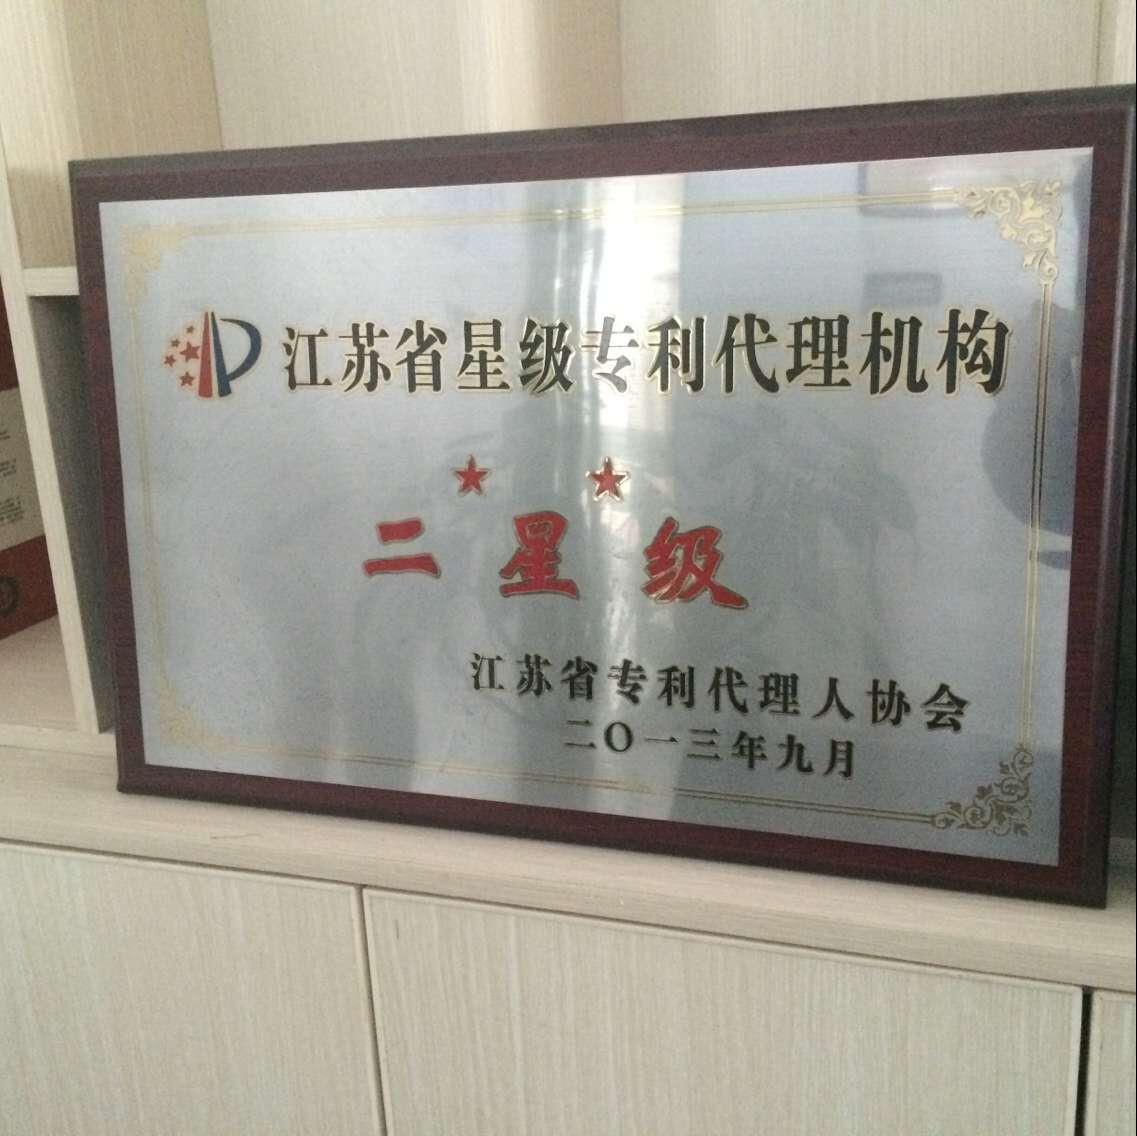 江苏省星级专利代理机构
二星级
江苏省专利代理人协会
二〇一三年九月